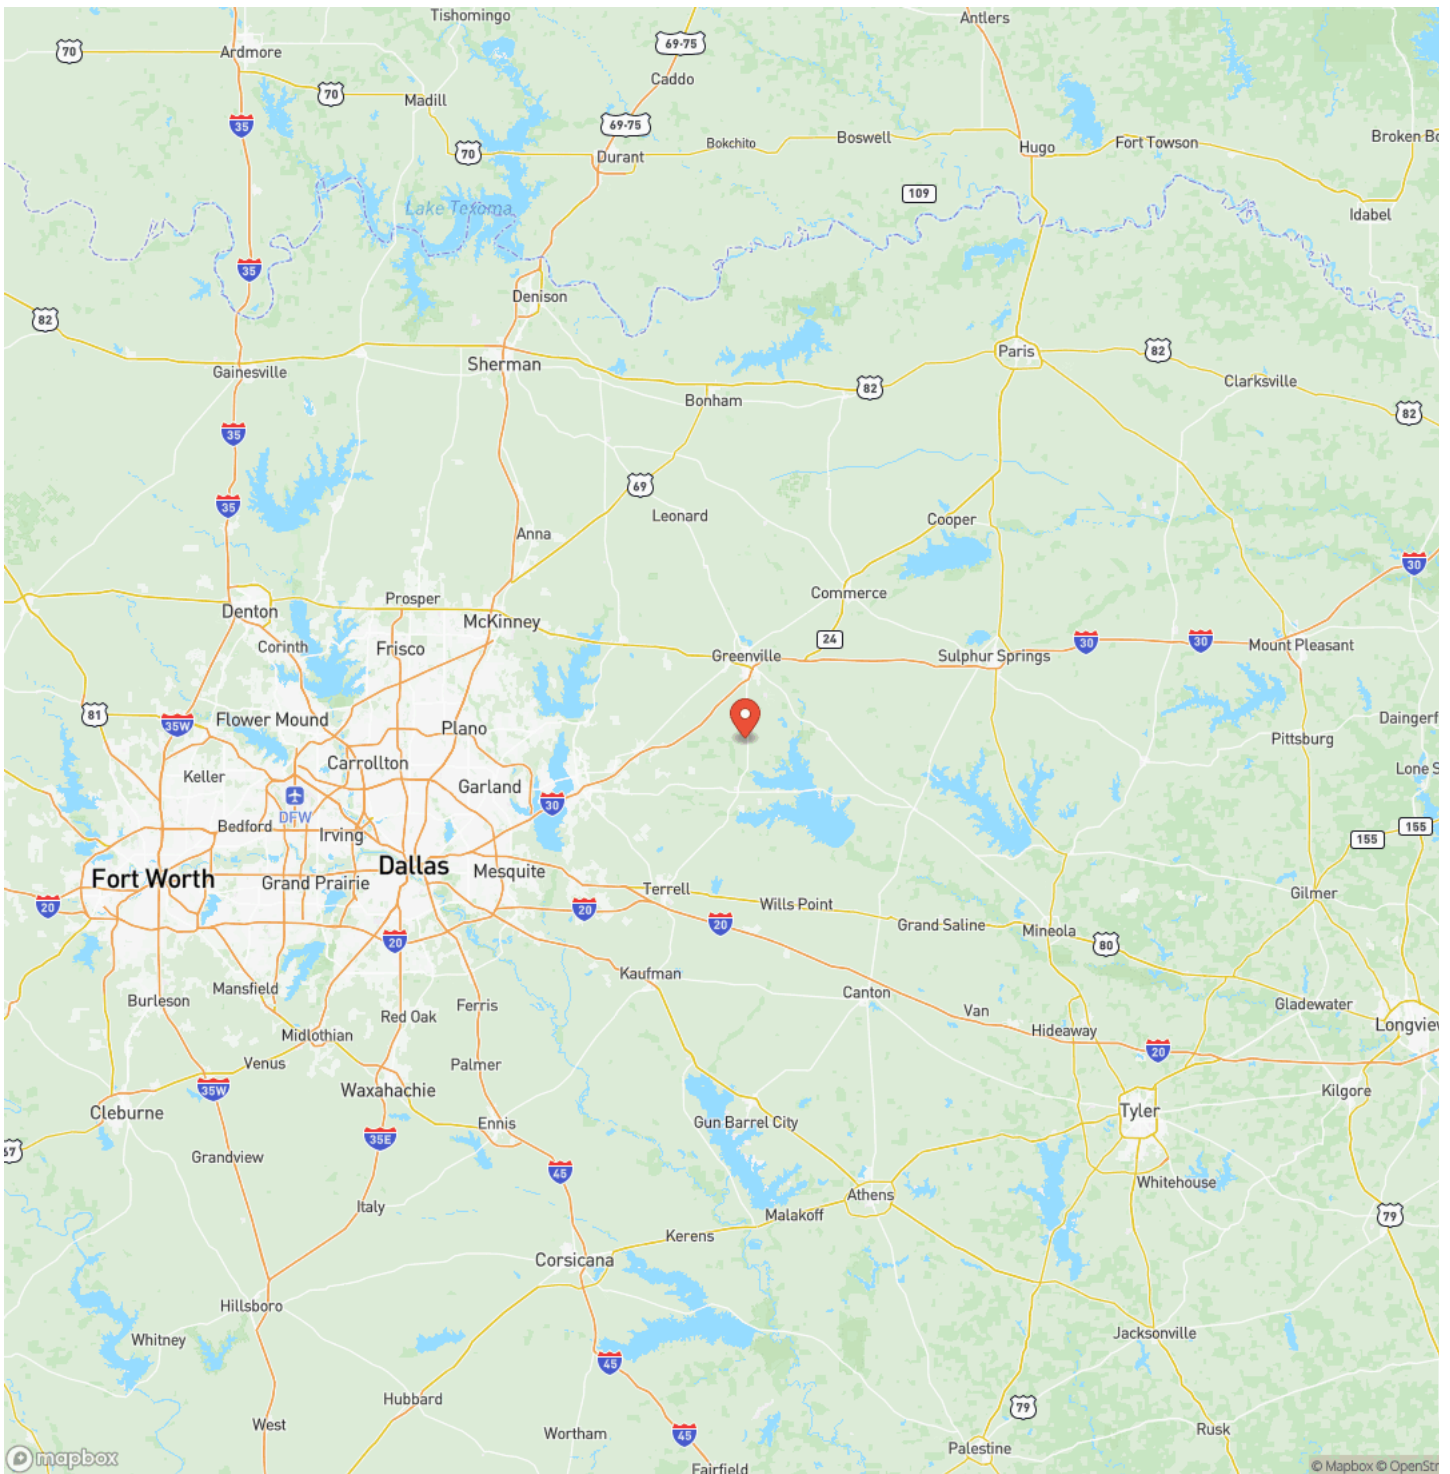 Tishomingo
Antlers
70
Ardmore
69-75
Caddo
70
Madill
35
69-75
Bokchito
Boswell
Hugo
Fort Towson
Broken Bo
70
Durant
109
Lake Texoma
Idabel
35
Denison
82
Sherman
Paris
82
Gainesville
Bonham
82
Clarksville
82
35
69
35
Leonard
Cooper
Anna
30
Denton
Prosper
McKinney
Commerce
Corinth
Frisco
24
Greenville
Sulphur Springs
30
30
Mount Pleasant
81
35W
Flower Mound
Plano
Daingerf
Carrollton
Pittsburg
Keller
Garland
Lone S
DFW
30
Bedford
Irving
155
155
Dallas
Fort Worth
Grand Prairie
Mesquite
Terrell
Gilmer
20
20
Wills Point
20
Grand Saline
Mineola
80
20
Kaufman
Mansfield
Burleson
Ferris
Canton
Van
Gladewater
Red Oak
Midlothian
Hideaway
Longview
Venus
Palmer
20
35W
Waxahachie
Kilgore
Cleburne
Ennis
Gun Barrel City
Tyler
67
35E
Grandview
45
Whitehouse
Italy
Athens
Malakoff
79
Kerens
Corsicana
Hillsboro
Whitney
Jacksonville
45
Hubbard
79
West
Wortham
45
Rusk
Palestine
mapbox
Fairfield
© Mapbox © OpenStr